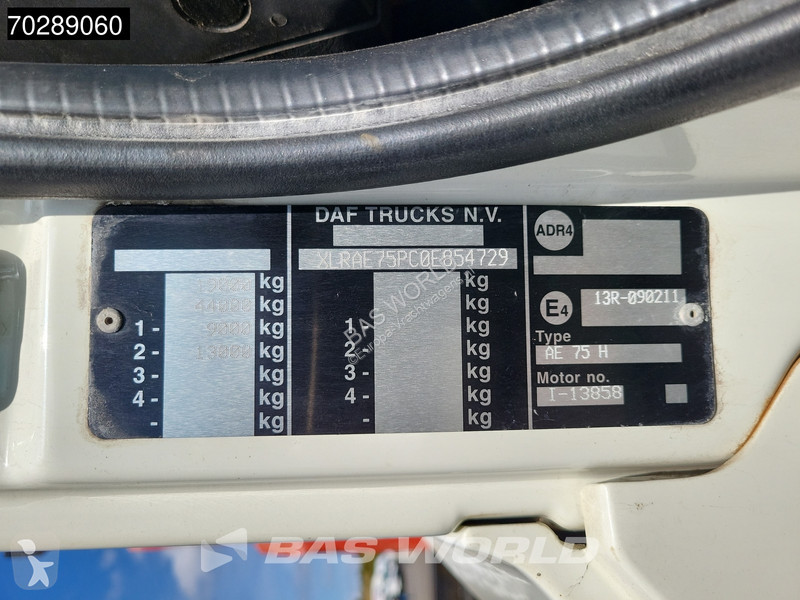 70289060
DAF TRUCKS N.V.
XLRAE75PC0E854729
kg
kg
1- kg
2- kg
3- kg
4- kg
- kg
kg
kg
1- kg
2- kg
3- kg
4- kg
- kg
ADR4
E4 13R-090211
Type
AE 75 H
Motor no.
I-13858
BAS WORLD
BAS WORLD